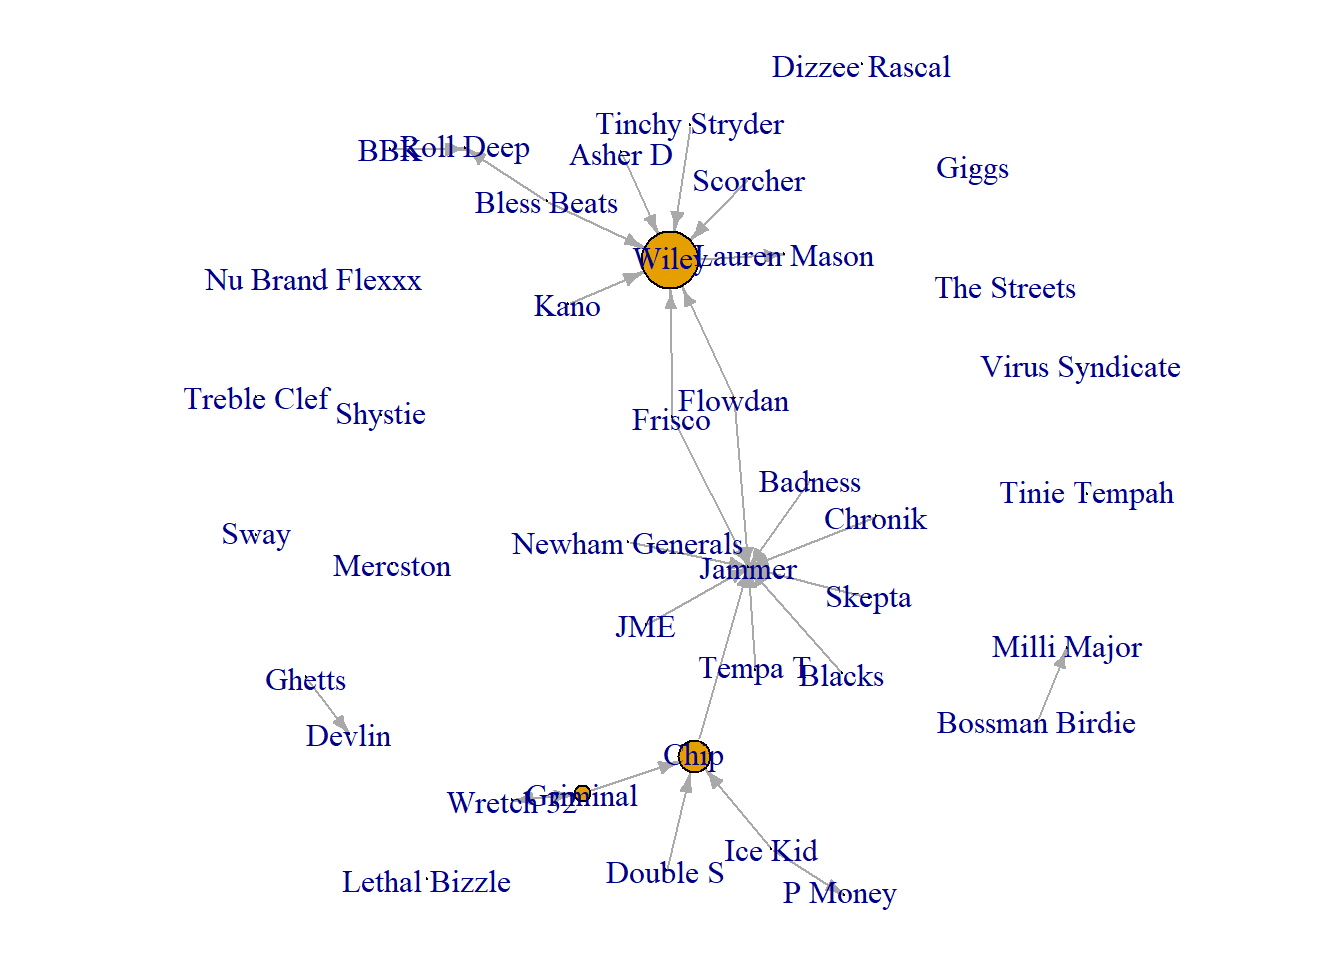 Dizzee Rascal
Tinchy Stryder
BBK
Roll Deep
Asher D
Giggs
Scorcher
Bless Beats
Wiley
Lauren Mason
Nu Brand Flexxx
The Streets
Kano
Virus Syndicate
Treble Clef
Flowdan
Shystie
Frisco
Badness
Tinie Tempah
Chronik
Sway
Newham Generals
Mercston
Jammer
Skepta
JME
Milli Major
Tempa T
Blacks
Ghetts
Bossman Birdie
Devlin
Chip
Griminal
Wretch 32
Ice Kid
Double S
Lethal Bizzle
P Money